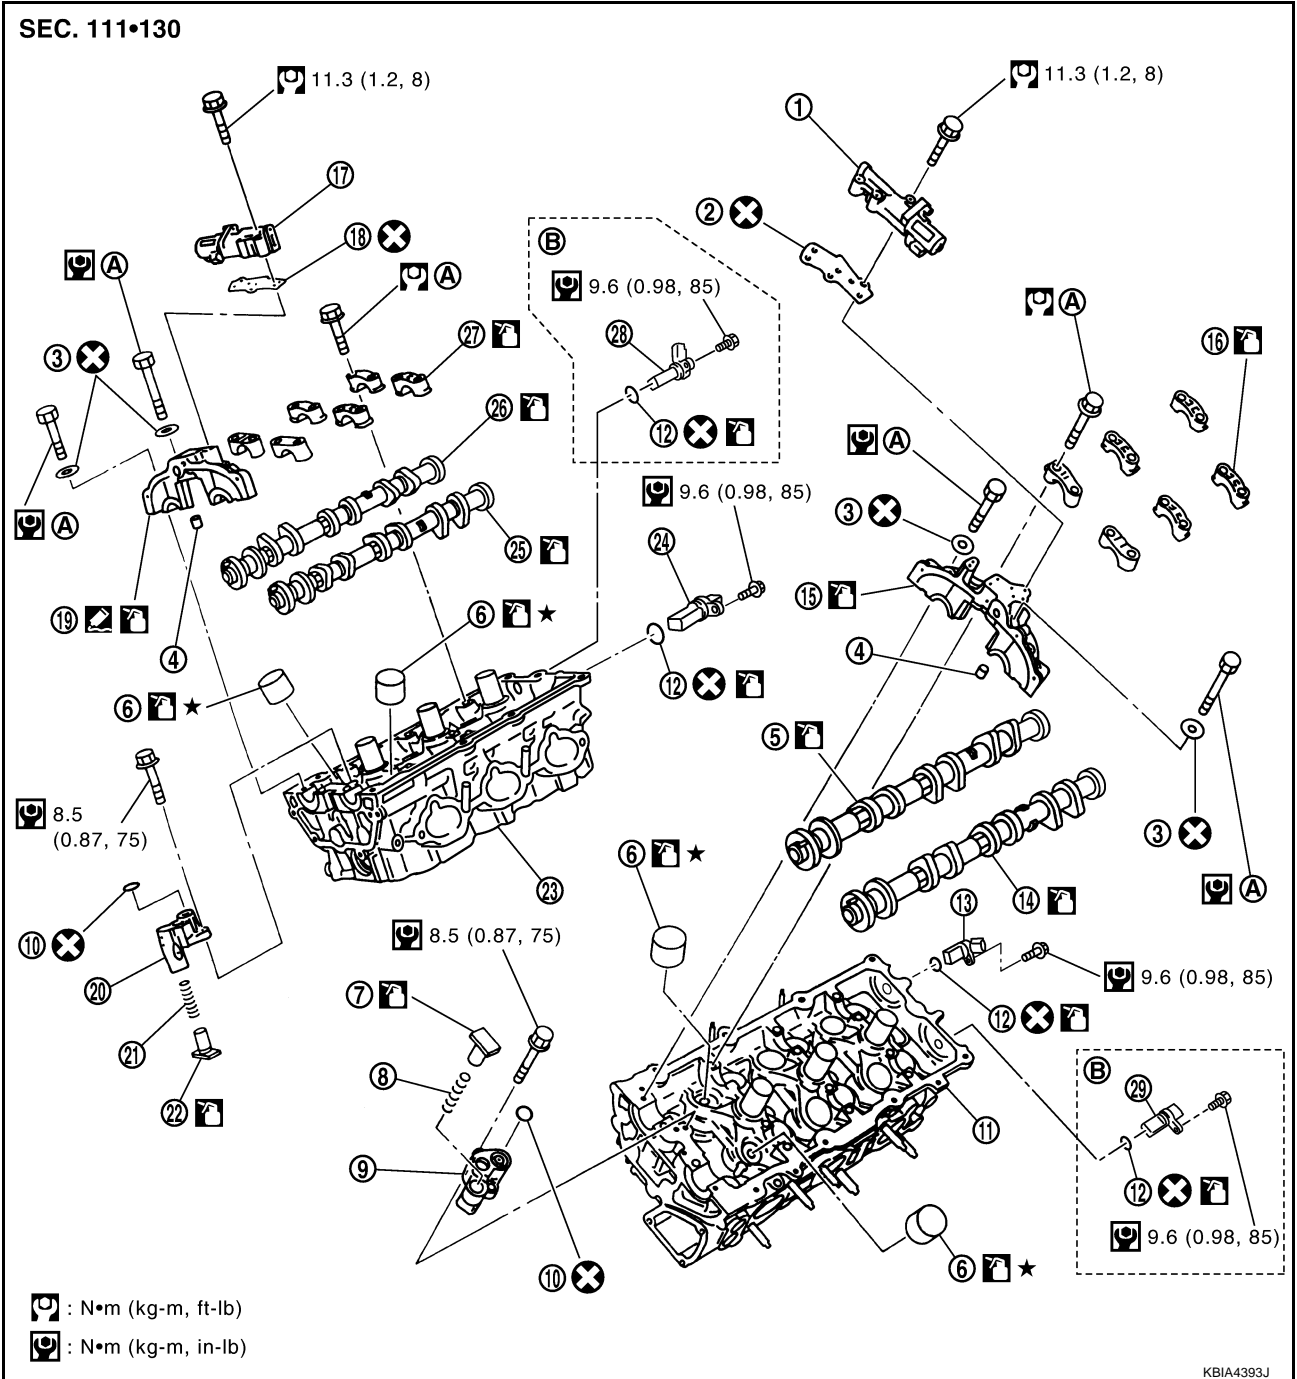 SEC. 111•130
11.3 (1.2, 8)
11.3 (1.2, 8)
1
17
2
18
B
A
A
9.6 (0.98, 85)
A
3
27
28
16
26
12
A
9.6 (0.98, 85)
3
A
24
25
15
19
6 ★
4
4
12
6 ★
5
8.5
(0.87, 75)
3
6 ★
23
A
14
13
10
8.5 (0.87, 75)
9.6 (0.98, 85)
20
7
12
21
8
B
29
22
11
9
12
9.6 (0.98, 85)
10
6 ★
: N•m (kg-m, ft-lb)
: N•m (kg-m, in-lb)
KBIA4393J